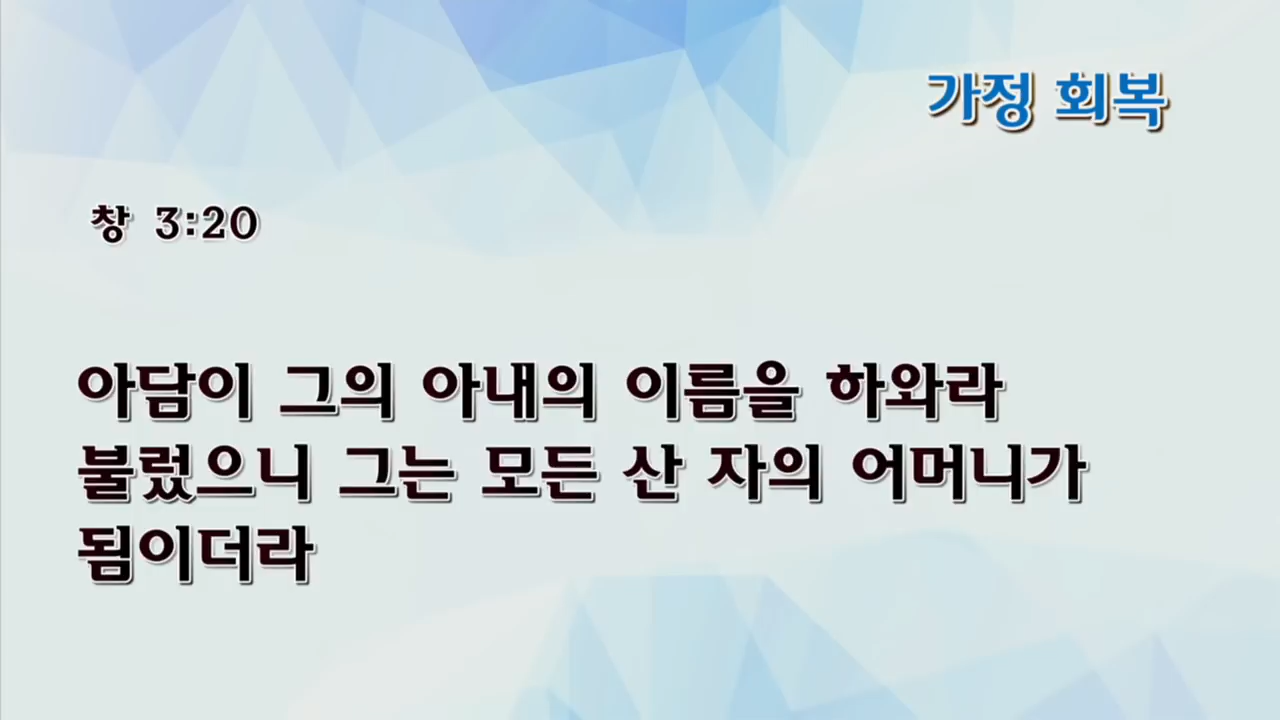 가정 회복
창 3:20
아담이 그의 아내의 이름을 하와라
불렀으니 그는 모든 산 자의 어머니가
됨이더라